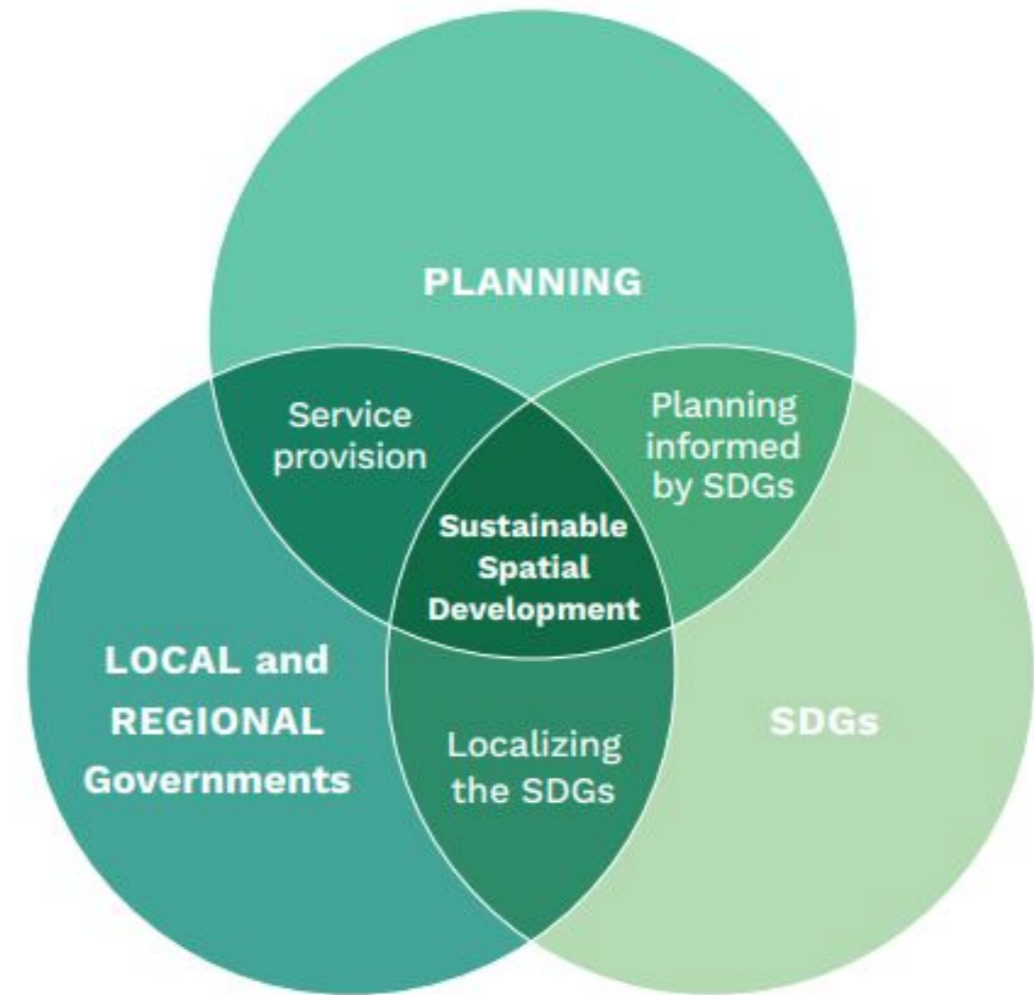 PLANNING
Service
provision
Planning
informed
by SDGs
Sustainable
Spatial
Development
LOCAL and
REGIONAL
Governments
SDGs
Localizing
the SDGs